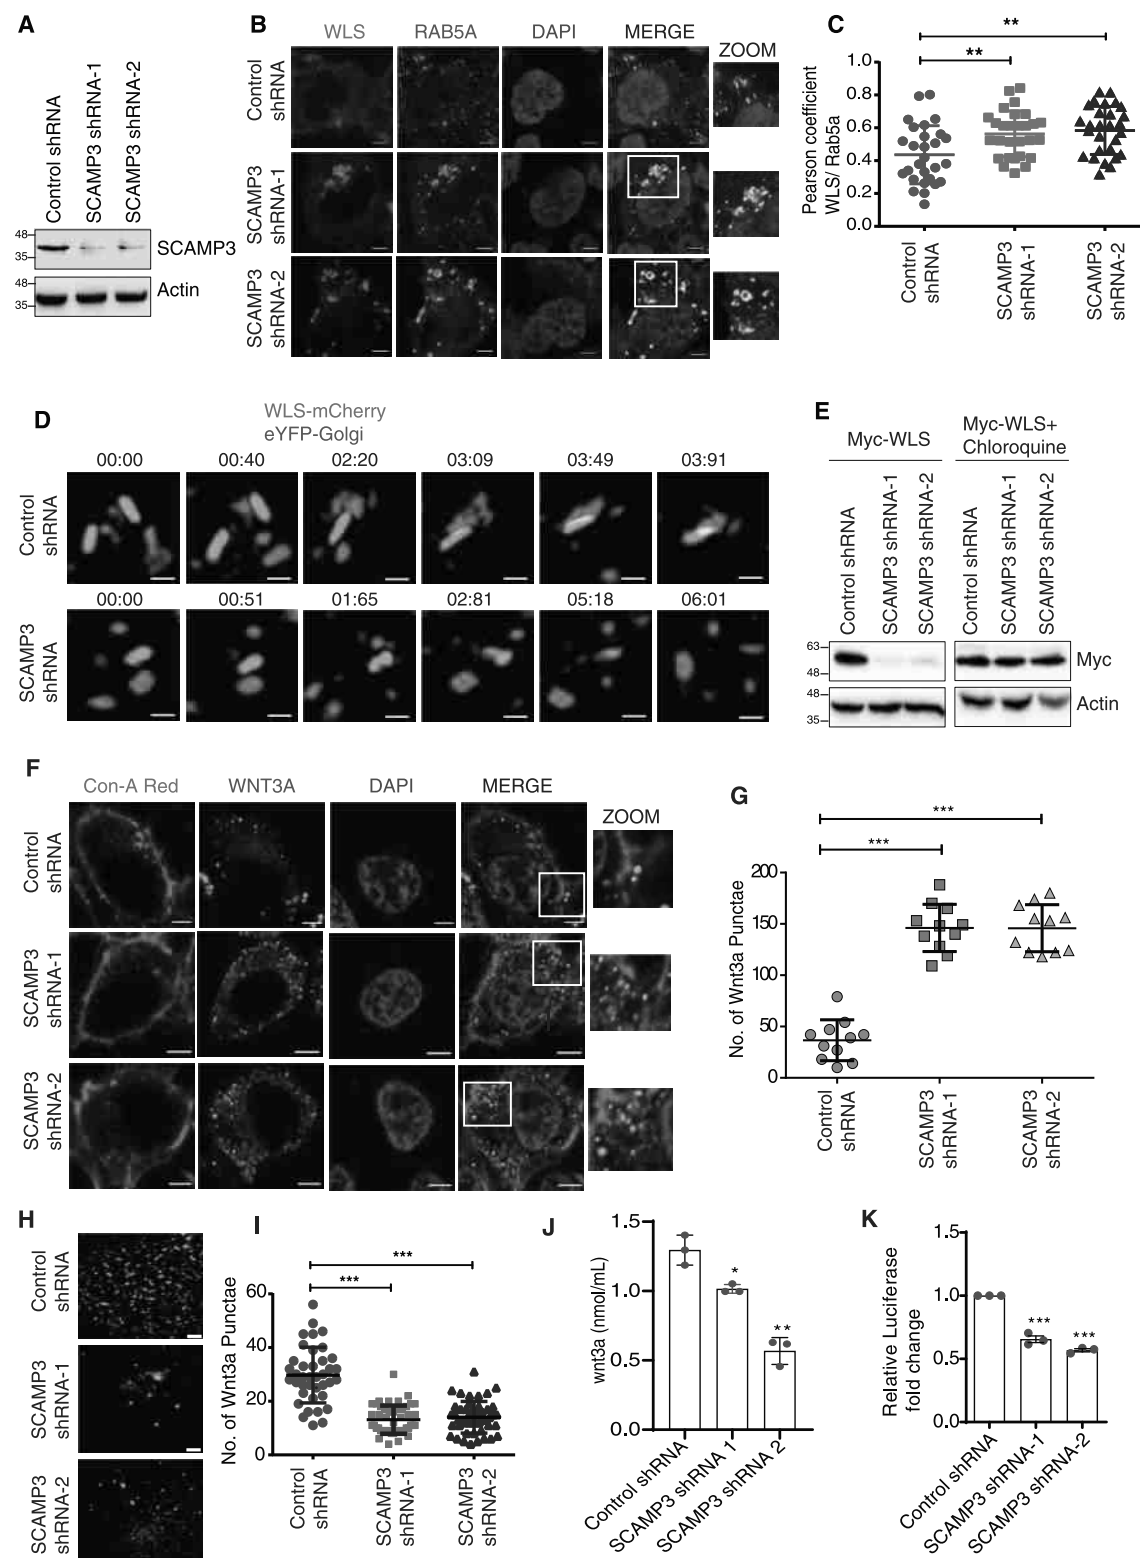 A
Control shRNA
SCAMP3 shRNA-1
SCAMP3 shRNA-2
48
35
SCAMP3
48
35
Actin
B
WLS
RAB5A
DAPI
MERGE
ZOOM
Control
shRNA
SCAMP3
shRNA-1
SCAMP3
shRNA-2
C
**
**
Pearson coefficient
WLS/ Rab5a
1.0
0.8
0.6
0.4
0.2
0.0
Control
shRNA
SCAMP3
shRNA-1
SCAMP3
shRNA-2
D
WLS-mCherry
eYFP-Golgi
00:00
00:40
02:20
03:09
03:49
03:91
Control
shRNA
00:00
00:51
01:65
02:81
05:18
06:01
SCAMP3
shRNA
E
Myc-WLS
Myc-WLS+
Chloroquine
Control shRNA
SCAMP3 shRNA-1
SCAMP3 shRNA-2
Control shRNA
SCAMP3 shRNA-1
SCAMP3 shRNA-2
63
48
Myc
48
35
Actin
F
Con-A Red
WNT3A
DAPI
MERGE
ZOOM
Control
shRNA
SCAMP3
shRNA-1
SCAMP3
shRNA-2
G
***
***
No. of Wnt3a Punctae
200
150
100
50
0
Control
shRNA
SCAMP3
shRNA-1
SCAMP3
shRNA-2
H
Control
shRNA
SCAMP3
shRNA-1
SCAMP3
shRNA-2
I
***
***
No. of Wnt3a Punctae
60
40
20
0
Control
shRNA
SCAMP3
shRNA-1
SCAMP3
shRNA-2
J
wnt3a (nmol/mL)
1.5
1.0
0.5
0.0
*
**
Control shRNA
SCAMP3 shRNA 1
SCAMP3 shRNA 2
K
Relative Luciferase
fold change
1.5
1.0
0.5
0.0
***
***
Control shRNA
SCAMP3 shRNA-1
SCAMP3 shRNA-2